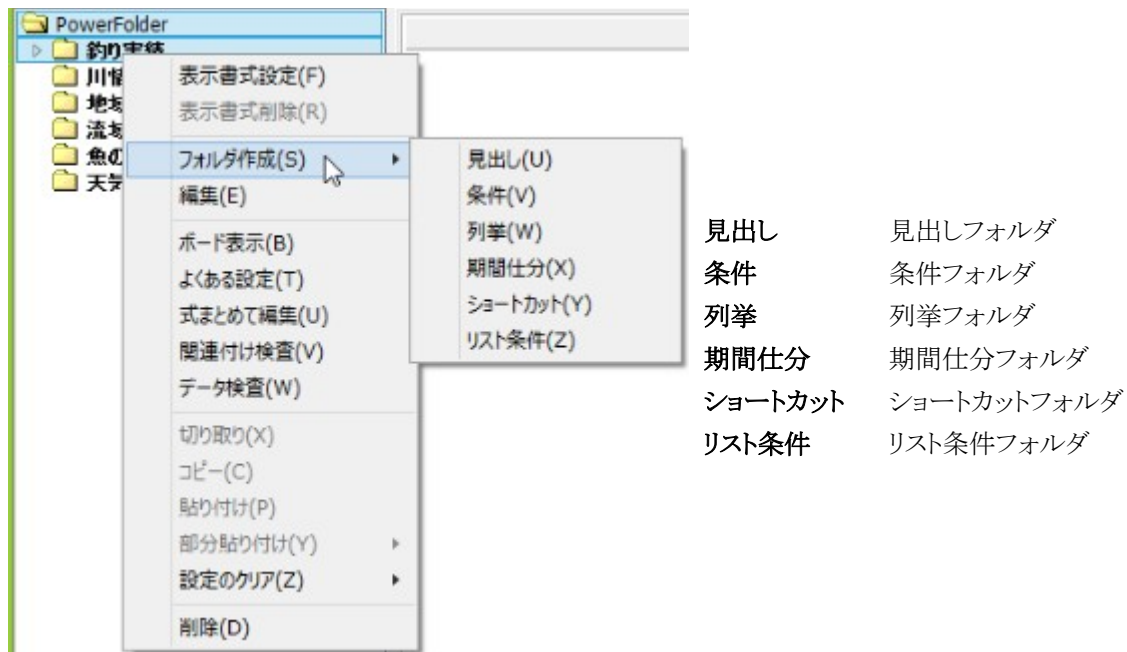 PowerFolder
釣り実績
川情
地域
流域
魚の
天気
表示書式設定(F)
表示書式削除(R)
フォルダ作成(S)
編集(E)
ボード表示(B)
よくある設定(T)
式まとめて編集(U)
関連付け検査(V)
データ検査(W)
切り取り(X)
コピー(C)
貼り付け(P)
部分貼り付け(Y)
設定のクリア(Z)
削除(D)
見出し(U)
条件(V)
列挙(W)
期間仕分(X)
ショートカット(Y)
リスト条件(Z)
見出し 見出しフォルダ
条件 条件フォルダ
列挙 列挙フォルダ
期間仕分 期間仕分フォルダ
ショートカット ショートカットフォルダ
リスト条件 リスト条件フォルダ